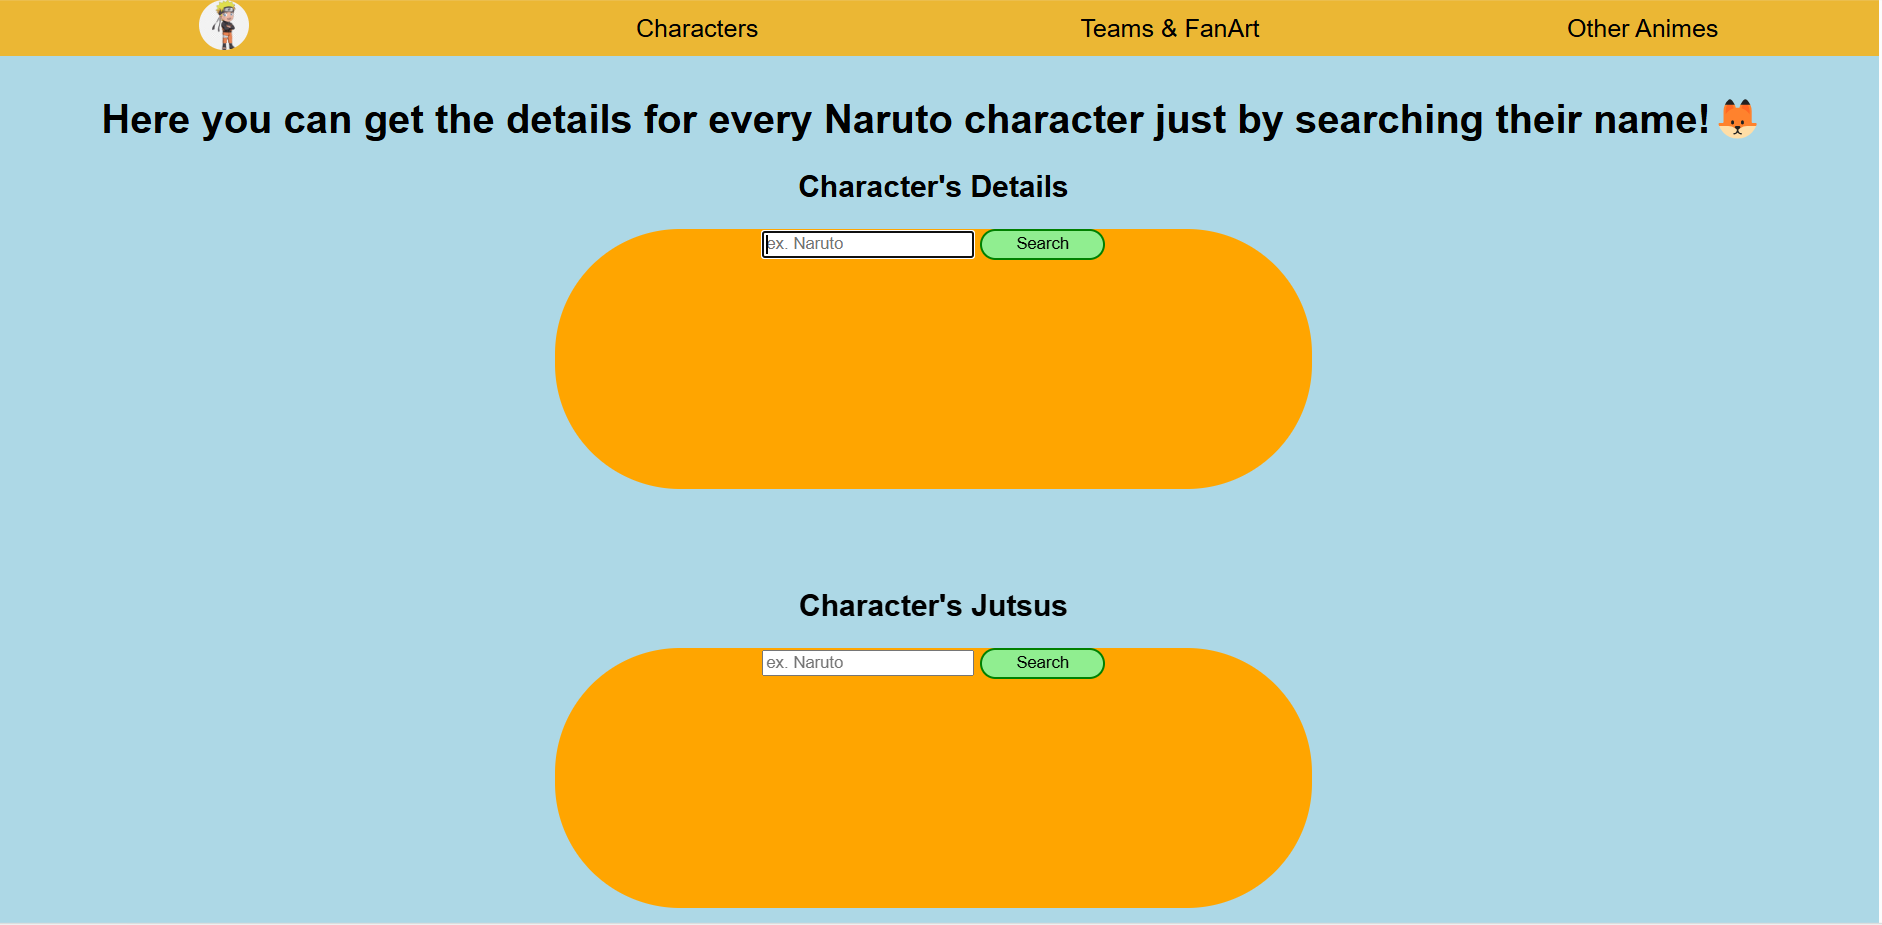 Characters
Teams & FanArt
Other Animes
Here you can get the details for every Naruto character just by searching their name!🦊
Character's Details
ex. Naruto
Search
Character's Jutsus
ex. Naruto
Search